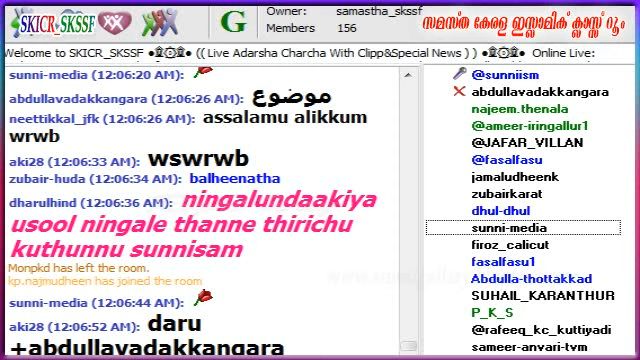 SKICR_SKSSF
G
Owner: samastha_skssf
Members 156
സമസ്ത കേരള ഇസ്ലാമിക് ക്ലാസ്സ് റൂം
Welcome to SKICR_SKSSF ●۩۞۩● (( Live Adarsha Charcha With Clipp&Special News ) ) ●۩۞۩● Online Live:
sunni-media (12:06:20 AM):
abdullavadakkangara (12:06:26 AM): موضوع
neettikkal_jfk (12:06:26 AM): assalamu alikkum
wrwb
aki28 (12:06:33 AM): wswrwb
zubair-huda (12:06:34 AM): balheenatha
dharulhind (12:06:36 AM): ningalundaakiya
usool ningale thanne thirichu
kuthunnu sunnisam
Monpkd has left the room.
kp.najmudheen has joined the room
sunni-media (12:06:44 AM):
aki28 (12:06:52 AM): daru
+abdullavadakkangara
@sunniism
abdullavadakkangara
najeem.thenala
@ameer-iringallur1
@JAFAR_VILLAN
@fasalfasu
jamaludheenk
zubairkarat
dhul-dhul
sunni-media
firoz_calicut
fasalfasu1
Abdulla-thottakkad
SUHAIL_KARANTHUR
P_K_S
@rafeeq_kc_kuttiyadi
sameer-anvari-tvm